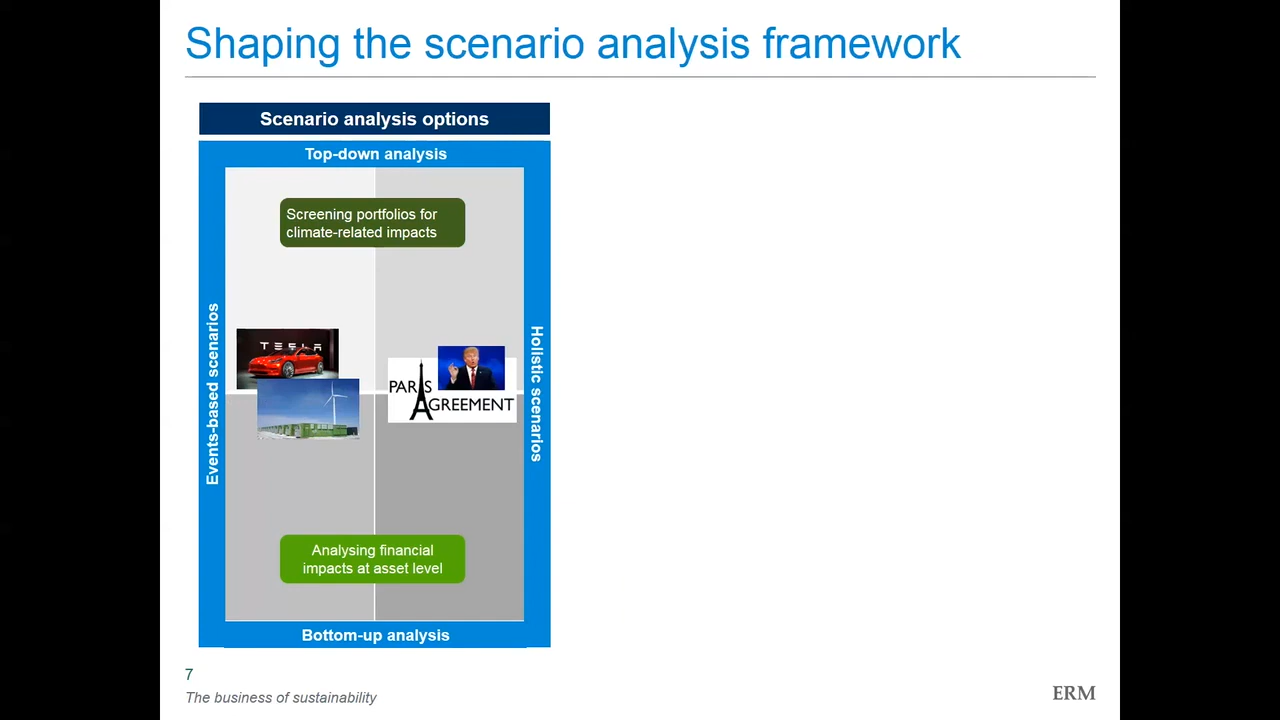 Shaping the scenario analysis framework
Scenario analysis options
Top-down analysis
Screening portfolios for
climate-related impacts
Events-based scenarios
TESLA
PARIS
AGREEMENT
Holistic scenarios
Analysing financial
impacts at asset level
Bottom-up analysis
7
The business of sustainability
ERM